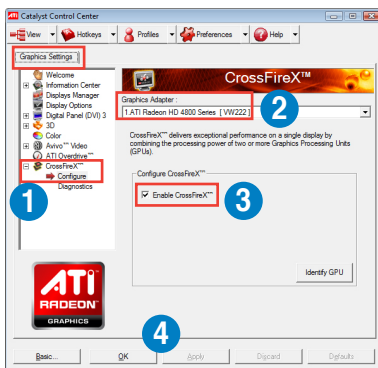 ATI Catalyst Control Center
View Hotkeys Profiles Preferences Help
Graphics Settings
Welcome
Information Center
Displays Manager
Display Options
Digital Panel (DVI) 3
3D
Color
Avivo™ Video
ATI Overdrive™
CrossFireX™
Configure
Diagnostics
1
CrossFireX™
Graphics Adapter :
1.ATI Radeon HD 4800 Series [ VW222 ]
2
CrossFireX™ delivers exceptional performance on a single display by
combining the processing power of two or more Graphics Processing Units
(GPUs).
Configure CrossFireX™
Enable CrossFireX™
3
Identify GPU
ATI
RADEON
GRAPHICS
4
Basic... OK Apply Discard Defaults